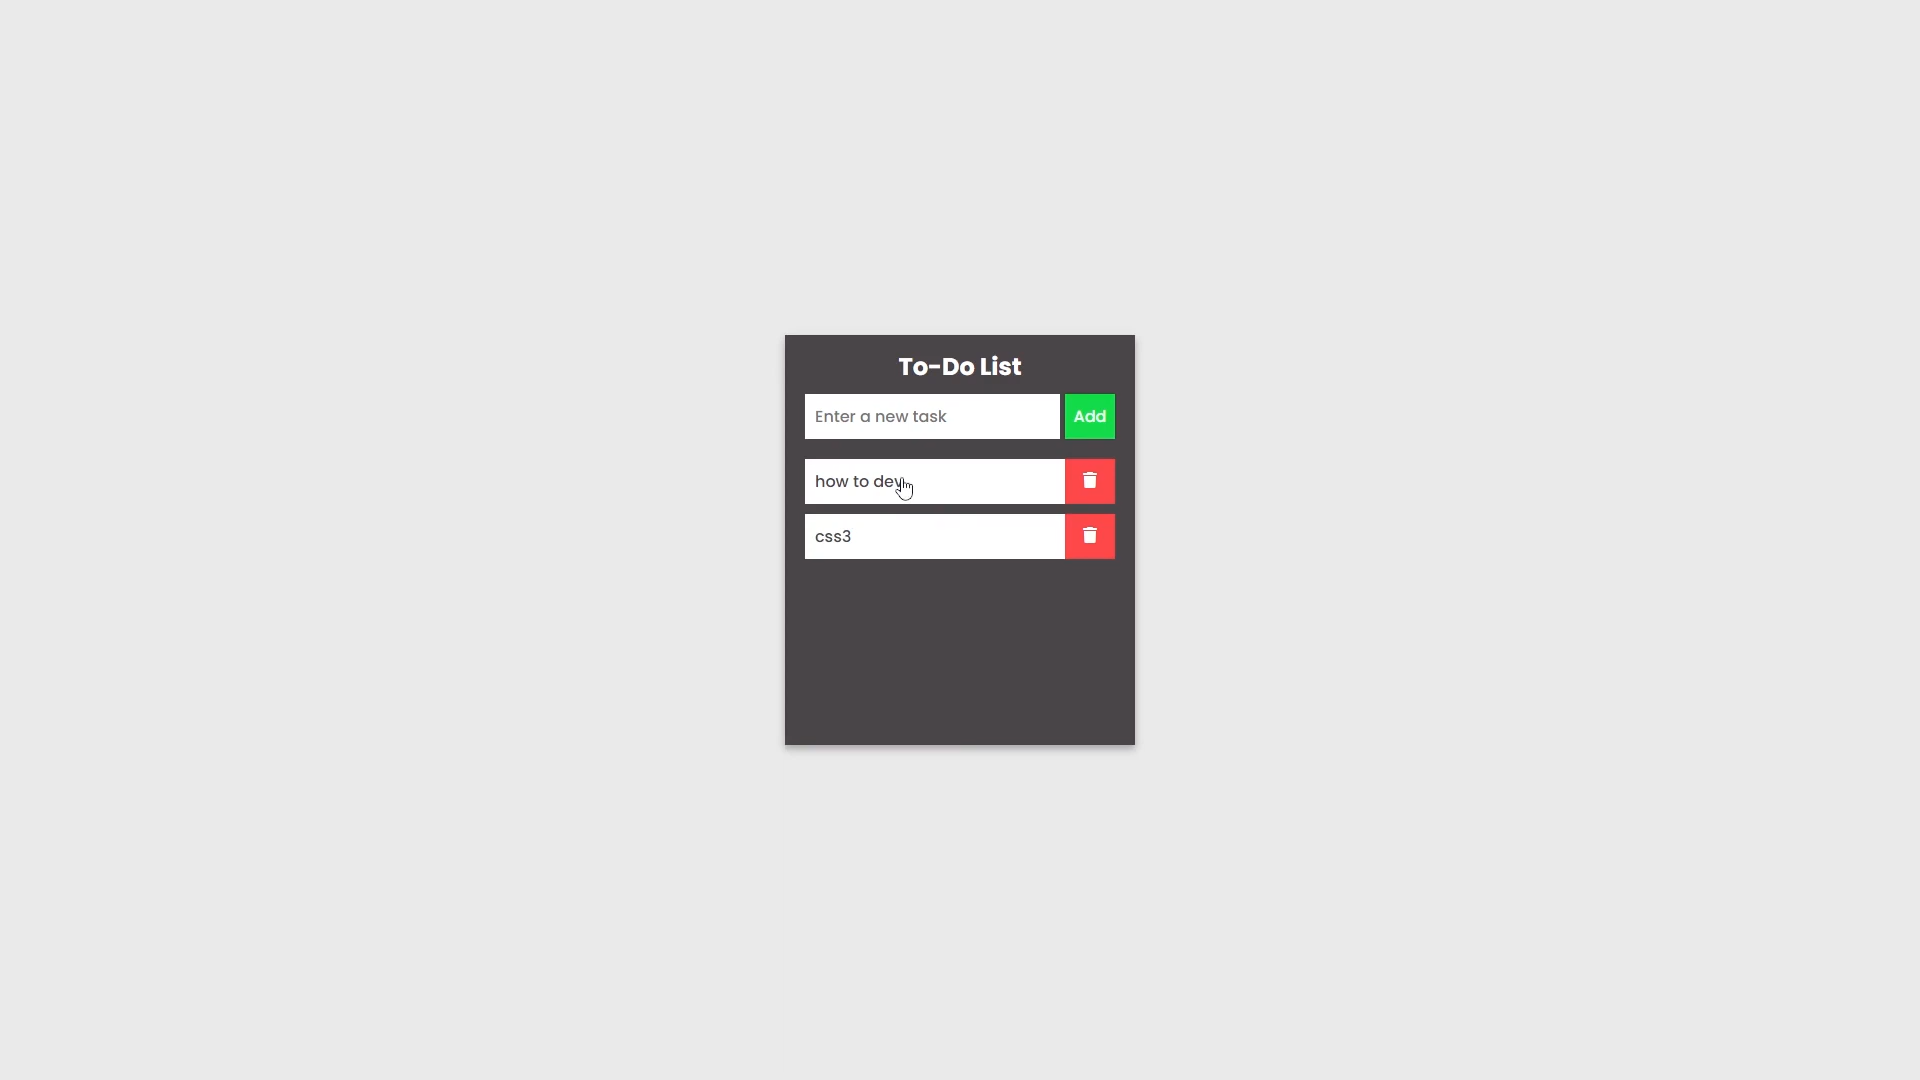 To-Do List
Enter a new task
Add
how to dev
css3